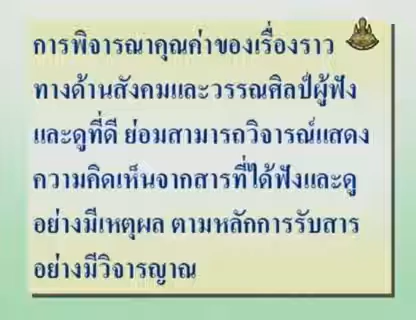 การพิจารณาคุณค่าของเรื่องราว
ทางด้านสังคมและวรรณศิลป์ผู้ฟัง
และดูที่ดี ย่อมสามารถวิจารณ์แสดง
ความคิดเห็นจากสารที่ได้ฟังและดู
อย่างมีเหตุผล ตามหลักการรับสาร
อย่างมีวิจารญาณ